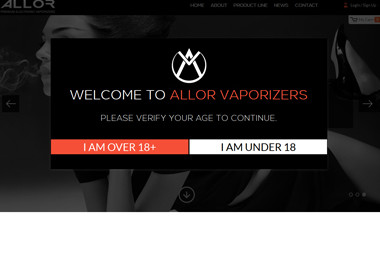 ALLOR
HOME ABOUT PRODUCT-LINE NEWS CONTACT
Login / Sign Up
WELCOME TO ALLOR VAPORIZERS
PLEASE VERIFY YOUR AGE TO CONTINUE.
I AM OVER 18+
I AM UNDER 18